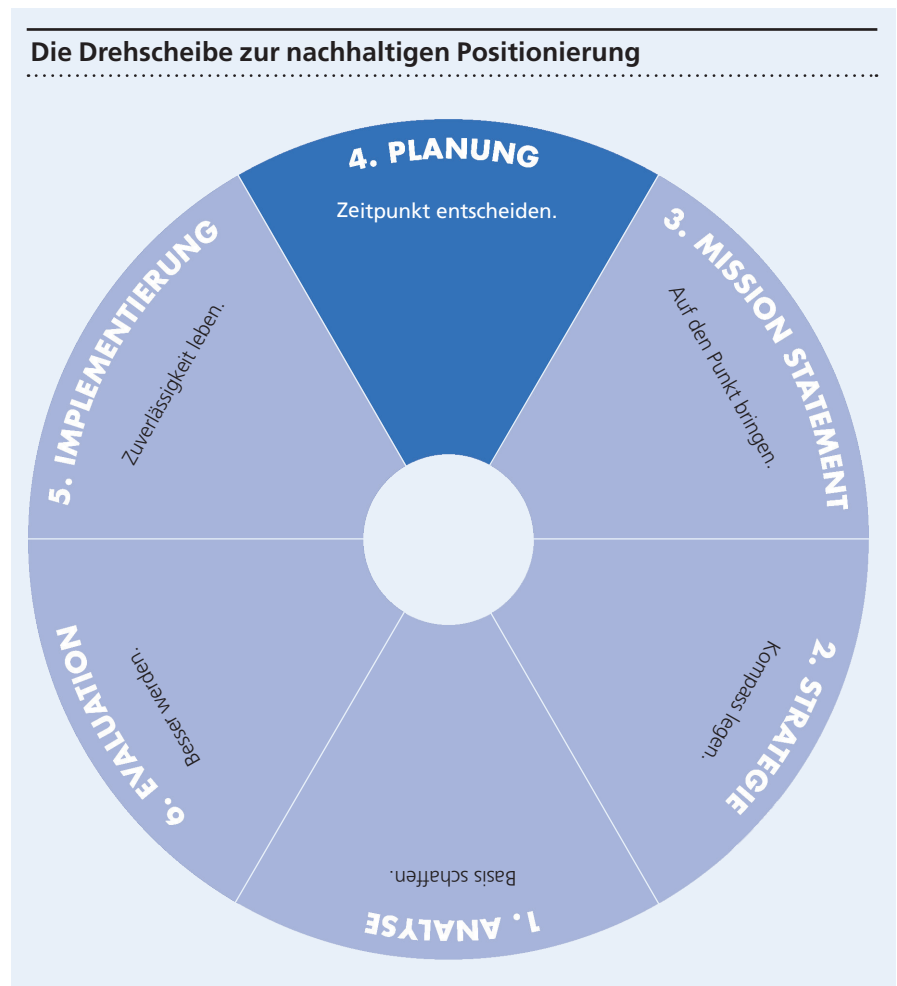 Die Drehscheibe zur nachhaltigen Positionierung
4. PLANUNG
Zeitpunkt entscheiden.
3. MISSION STATEMENT
Auf den Punkt bringen.
2. STRATEGIE
Kompass legen.
1. ANALYSE
Basis schaffen.
6. EVALUATION
Besser werden.
5. IMPLEMENTIERUNG
Zuverlässigkeit leben.